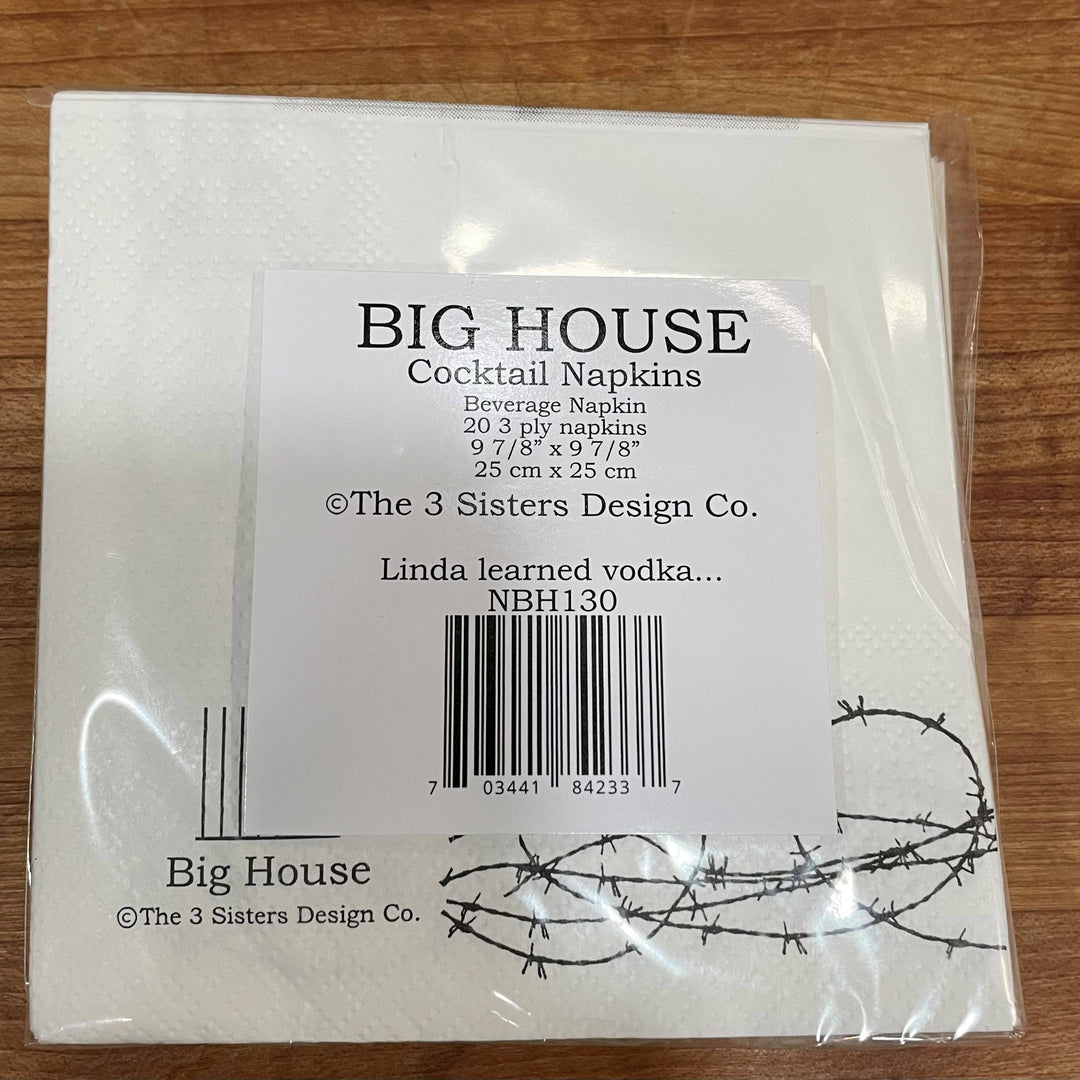 BIG HOUSE
Cocktail Napkins
Beverage Napkin
20 3 ply napkins
9 7/8” x 9 7/8”
25 cm x 25 cm
©The 3 Sisters Design Co.
Linda learned vodka...
NBH130
7 03441 84233 7
Big House
©The 3 Sisters Design Co.